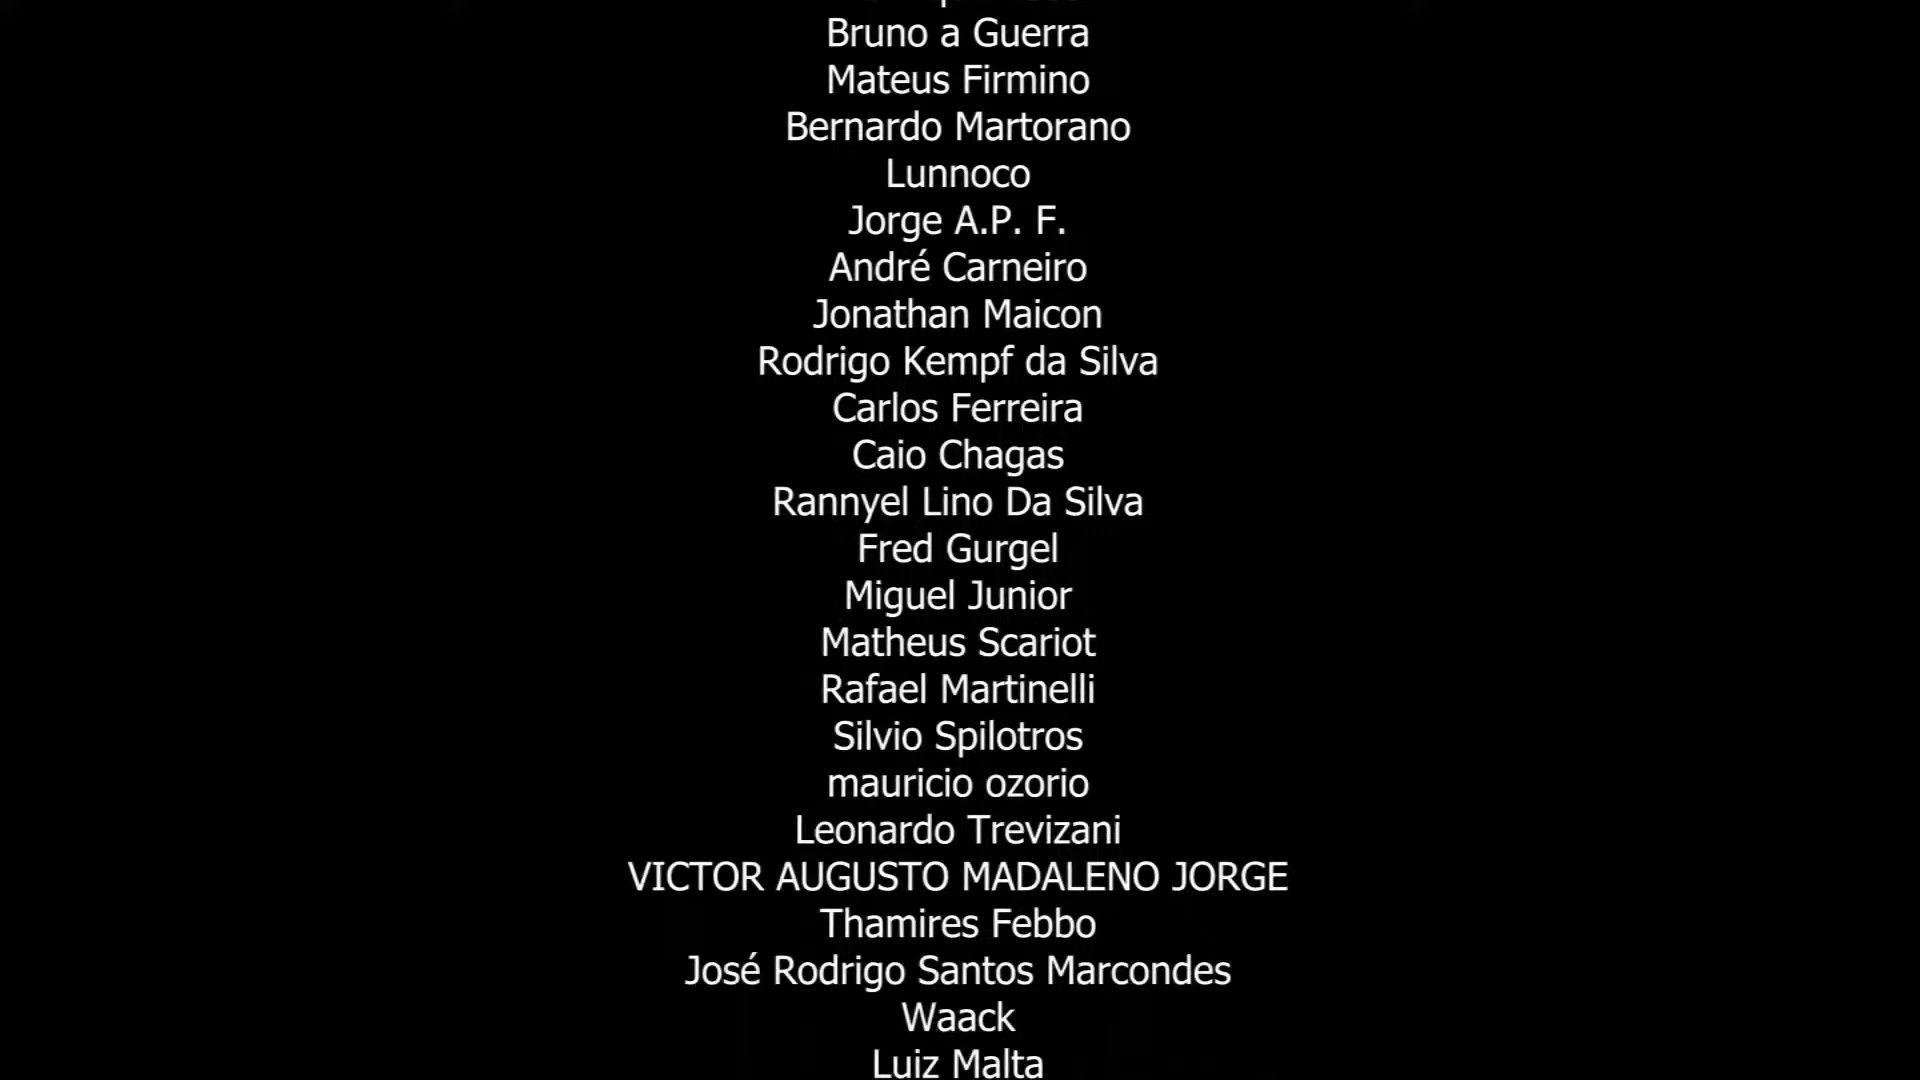 Bruno a Guerra
Mateus Firmino
Bernardo Martorano
Lunnoco
Jorge A.P. F.
André Carneiro
Jonathan Maicon
Rodrigo Kempf da Silva
Carlos Ferreira
Caio Chagas
Rannyel Lino Da Silva
Fred Gurgel
Miguel Junior
Matheus Scariot
Rafael Martinelli
Silvio Spilotros
mauricio ozorio
Leonardo Trevizani
VICTOR AUGUSTO MADALENO JORGE
Thamires Febbo
José Rodrigo Santos Marcondes
Waack
Luiz Malta